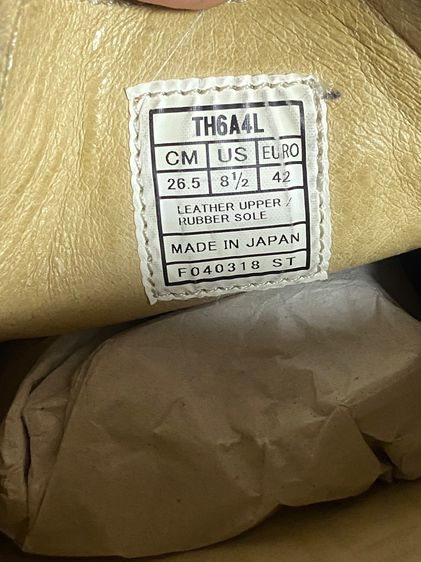 TH6A4L
CM US EURO
26.5 8½ 42
LEATHER UPPER /
RUBBER SOLE
MADE IN JAPAN
F040318 ST